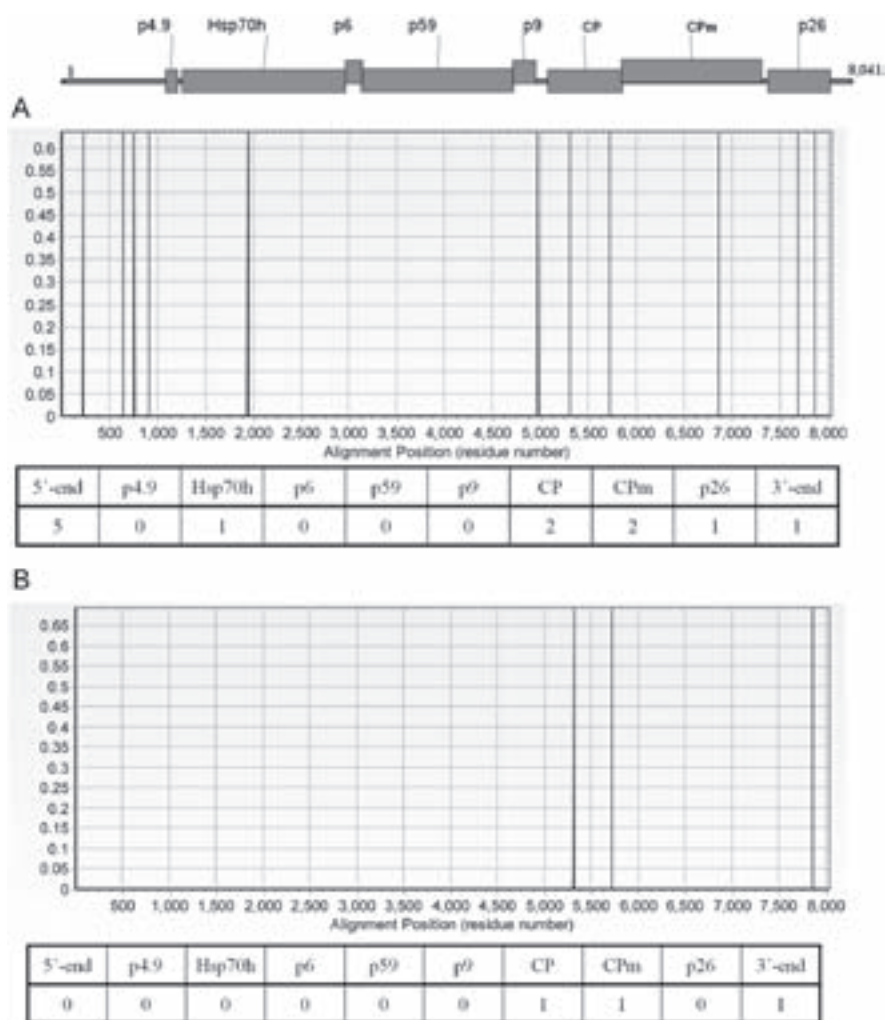 p4.9 Hsp70h p6 p59 p9 CP CPm p26
1 8,041
A
0.6
0.55
0.5
0.45
0.4
0.35
0.3
0.25
0.2
0.15
0.1
0.05
0
500 1,000 1,500 2,000 2,500 3,000 3,500 4,000 4,500 5,000 5,500 6,000 6,500 7,000 7,500 8,000
Alignment Position (residue number)
5´-end p4.9 Hsp70h p6 p59 p9 CP CPm p26 3´-end
5 0 1 0 0 0 2 2 1 1
B
0.65
0.6
0.55
0.5
0.45
0.4
0.35
0.3
0.25
0.2
0.15
0.1
0.05
0
500 1,000 1,500 2,000 2,500 3,000 3,500 4,000 4,500 5,000 5,500 6,000 6,500 7,000 7,500 8,000
Alignment Position (residue number)
5´-end p4.9 Hsp70h p6 p59 p9 CP CPm p26 3´-end
0 0 0 0 0 0 1 1 0 1